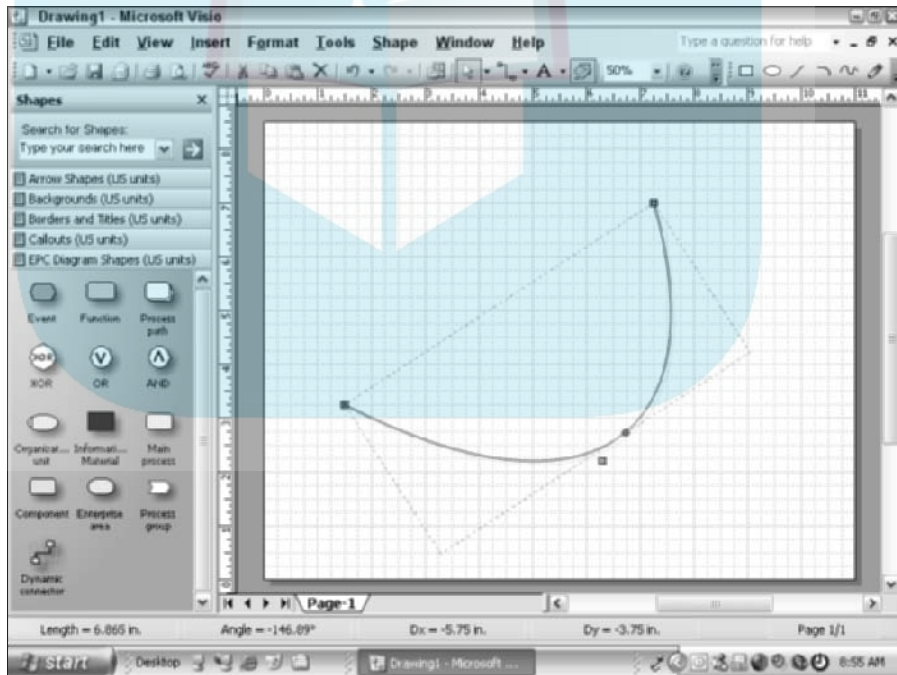 Drawing1 - Microsoft Visio
File Edit View Insert Format Tools Shape Window Help
Type a question for help
A
50%
Shapes
Search for Shapes:
Type your search here
Arrow Shapes (US units)
Backgrounds (US units)
Borders and Titles (US units)
Callouts (US units)
EPC Diagram Shapes (US units)
Event Function Process path
XOR OR AND
Organizat... unit Informati... Material Main process
Component Enterprise area Process group
Dynamic connector
Page-1
Length = 6.865 in. Angle = -146.89° Dx = -5.75 in. Dy = -3.75 in. Page 1/1
start Desktop Drawing1 - Microsoft ... 8:55 AM